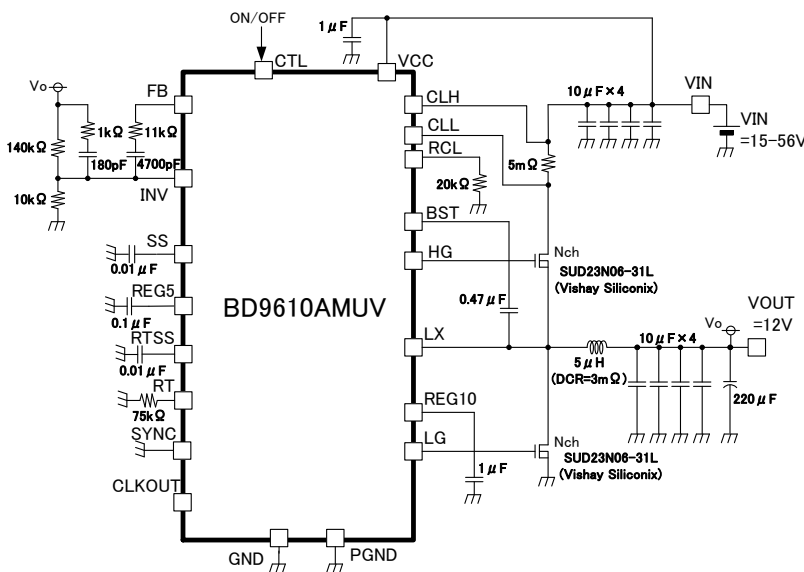 ON/OFF
1μF
CTL
VCC
Vo
FB
1kΩ
11kΩ
140kΩ
180pF
4700pF
10kΩ
INV
SS
0.01μF
REG5
0.1μF
RTSS
0.01μF
RT
75kΩ
SYNC
CLKOUT
GND
PGND
BD9610AMUV
CLH
CLL
RCL
20kΩ
BST
HG
0.47μF
LX
REG10
1μF
LG
10μF×4
VIN
VIN
=15-56V
5mΩ
Nch
SUD23N06-31L
(Vishay Siliconix)
5μH
(DCR=3mΩ)
10μF×4
Vo
VOUT
=12V
220μF
Nch
SUD23N06-31L
(Vishay Siliconix)